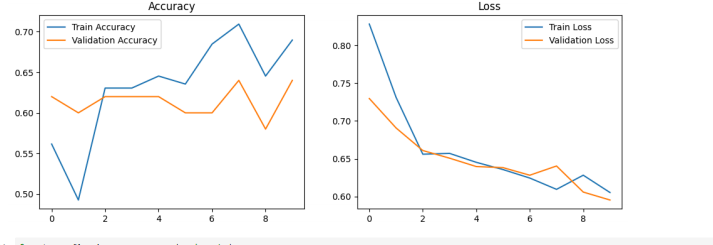 Accuracy
0.70
0.65
0.60
0.55
0.50
Train Accuracy
Validation Accuracy
0 2 4 6 8
Loss
0.80
0.75
0.70
0.65
0.60
Train Loss
Validation Loss
0 2 4 6 8